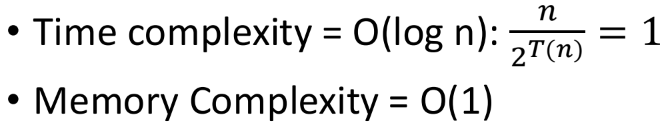 • Time complexity = O(log n): n/2^T(n) = 1
• Memory Complexity = O(1)